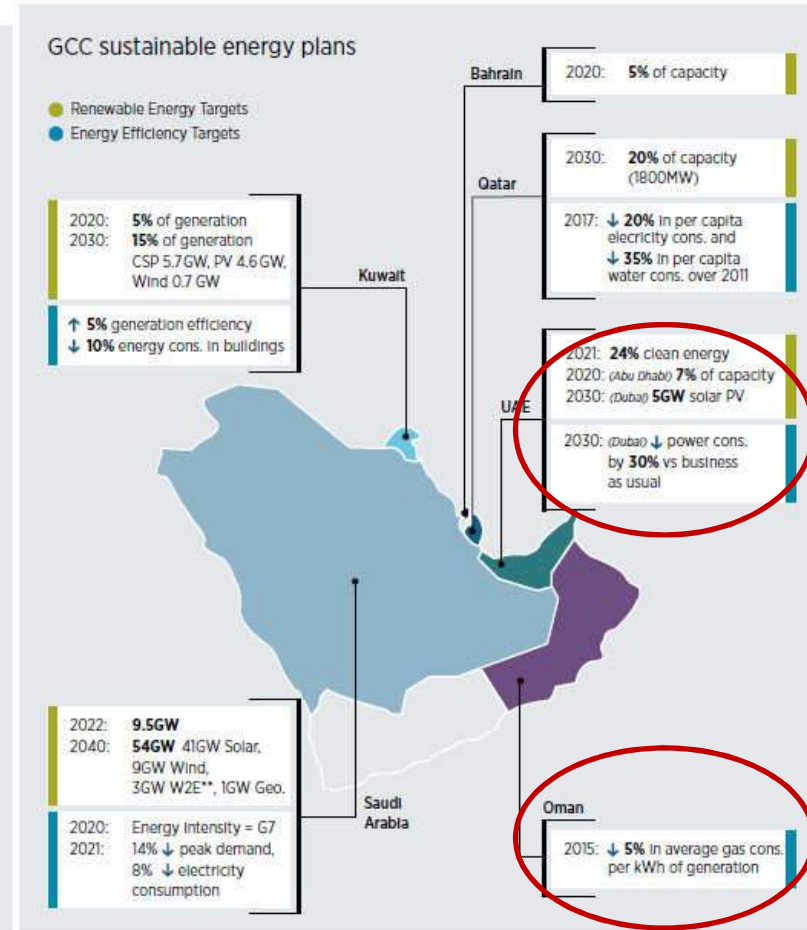 GCC sustainable energy plans
Renewable Energy Targets
Energy Efficiency Targets
Bahrain
2020: 5% of capacity
Qatar
2030: 20% of capacity
(1800MW)
2017: ↓ 20% in per capita
elecricity cons. and
↓ 35% in per capita
water cons. over 2011
Kuwait
2020: 5% of generation
2030: 15% of generation
CSP 5.7 GW, PV 4.6 GW,
Wind 0.7 GW
↑ 5% generation efficiency
↓ 10% energy cons. in buildings
UAE
2021: 24% clean energy
2020: (Abu Dhabi) 7% of capacity
2030: (Dubai) 5GW solar PV
2030: (Dubai) ↓ power cons.
by 30% vs business
as usual
2022: 9.5GW
2040: 54GW 41GW Solar,
9GW Wind,
3GW W2E**, 1GW Geo.
2020: Energy Intensity = G7
2021: 14% ↓ peak demand,
8% ↓ electricity
consumption
Saudi
Arabia
Oman
2015: ↓ 5% in average gas cons.
per kWh of generation